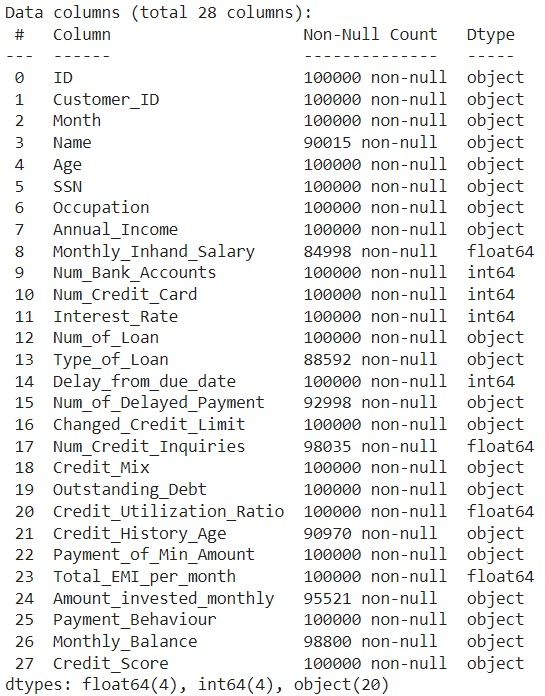 Data columns (total 28 columns):
 #   Column                    Non-Null Count   Dtype
---  ------                    --------------   -----
 0   ID                        100000 non-null  object
 1   Customer_ID               100000 non-null  object
 2   Month                     100000 non-null  object
 3   Name                      90015 non-null   object
 4   Age                       100000 non-null  object
 5   SSN                       100000 non-null  object
 6   Occupation                100000 non-null  object
 7   Annual_Income             100000 non-null  object
 8   Monthly_Inhand_Salary     84998 non-null   float64
 9   Num_Bank_Accounts         100000 non-null  int64
 10  Num_Credit_Card           100000 non-null  int64
 11  Interest_Rate             100000 non-null  int64
 12  Num_of_Loan               100000 non-null  object
 13  Type_of_Loan              88592 non-null   object
 14  Delay_from_due_date       100000 non-null  int64
 15  Num_of_Delayed_Payment    92998 non-null   object
 16  Changed_Credit_Limit      100000 non-null  object
 17  Num_Credit_Inquiries      98035 non-null   float64
 18  Credit_Mix                100000 non-null  object
 19  Outstanding_Debt          100000 non-null  object
 20  Credit_Utilization_Ratio  100000 non-null  float64
 21  Credit_History_Age        90970 non-null   object
 22  Payment_of_Min_Amount     100000 non-null  object
 23  Total_EMI_per_month       100000 non-null  float64
 24  Amount_invested_monthly   95521 non-null   object
 25  Payment_Behaviour         100000 non-null  object
 26  Monthly_Balance           98800 non-null   object
 27  Credit_Score              100000 non-null  object
dtypes: float64(4), int64(4), object(20)